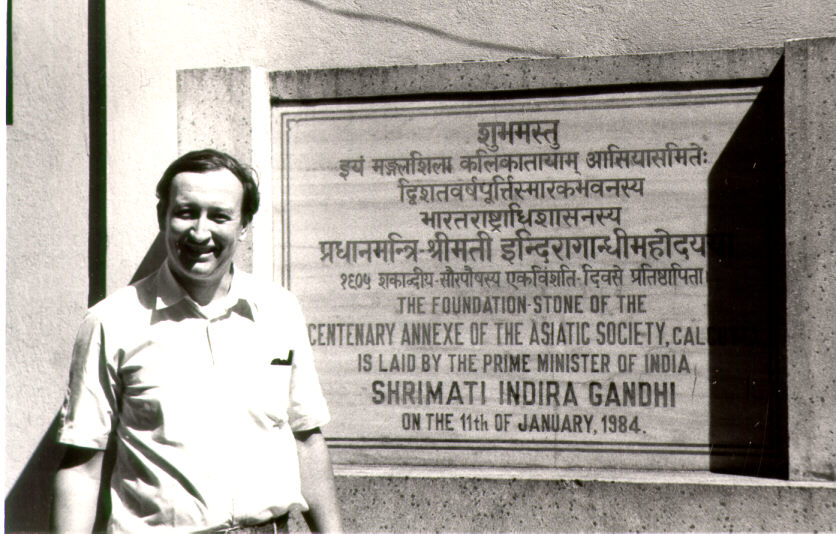 शुभमस्तु
इयं मङ्गलशिला कलिकातायाम् आसियासमितेः
द्विशतवर्षपूर्त्तिस्मारकभवनस्य
भारतराष्ट्राधिशासनस्य
प्रधानमन्त्रि-श्रीमती इन्दिरागान्धीमहोदयया
१९०५ शकाब्दीय-सौरपौषस्य एकविंशति-दिवसे प्रतिष्ठापिता
THE FOUNDATION-STONE OF THE
CENTENARY ANNEXE OF THE ASIATIC SOCIETY,
IS LAID BY THE PRIME MINISTER OF INDIA
SHRIMATI INDIRA GANDHI
ON THE 11th OF JANUARY, 1984.